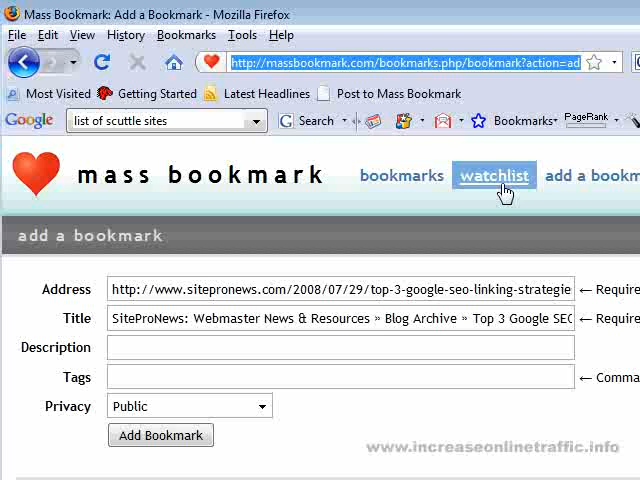 Mass Bookmark: Add a Bookmark - Mozilla Firefox
File Edit View History Bookmarks Tools Help
http://massbookmark.com/bookmarks.php/bookmark?action=ad
Most Visited Getting Started Latest Headlines Post to Mass Bookmark
Google list of scuttle sites G Search Bookmarks PageRank
mass bookmark bookmarks watchlist add a bookm
add a bookmark
Address http://www.sitepronews.com/2008/07/29/top-3-google-seo-linking-strategies ← Require
Title SiteProNews: Webmaster News & Resources » Blog Archive » Top 3 Google SEO ← Require
Description
Tags ← Comma
Privacy Public
Add Bookmark
www.increaseonlinetraffic.info